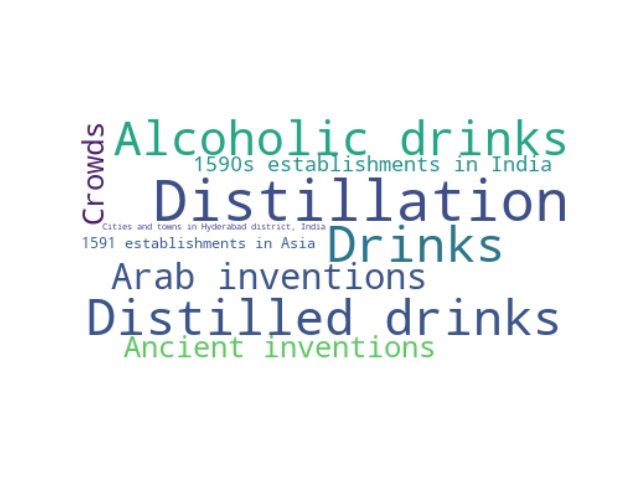 Crowds
Alcoholic drinks
1590s establishments in India
Distillation
Cities and towns in Hyderabad district, India
1591 establishments in Asia
Drinks
Arab inventions
Distilled drinks
Ancient inventions